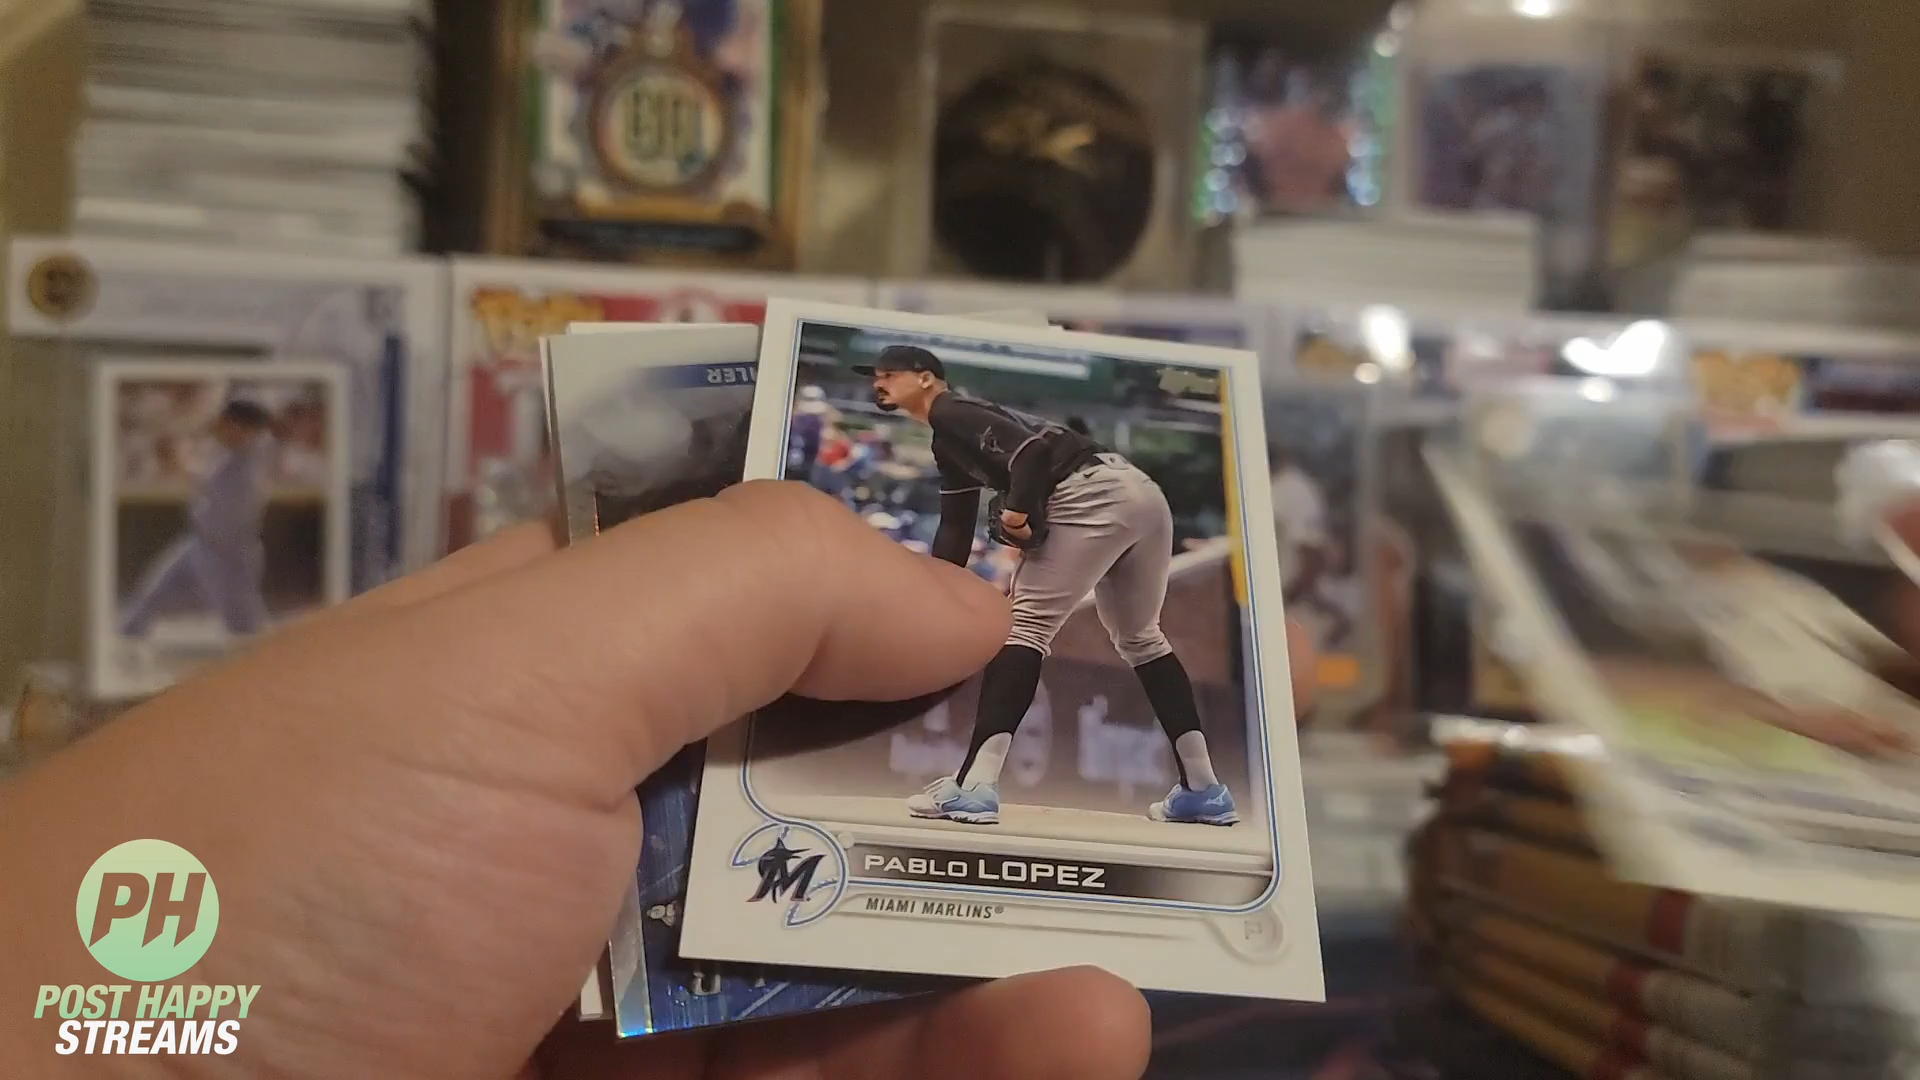 PABLO LOPEZ
MIAMI MARLINS®
PH
POST HAPPY
STREAMS